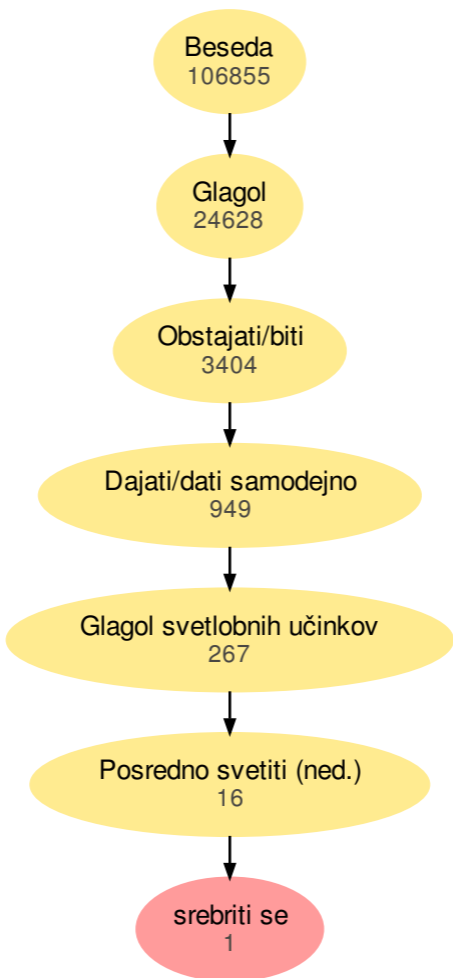 Beseda
106855
Glagol
24628
Obstajati/biti
3404
Dajati/dati samodejno
949
Glagol svetlobnih učinkov
267
Posredno svetiti (ned.)
16
srebriti se
1